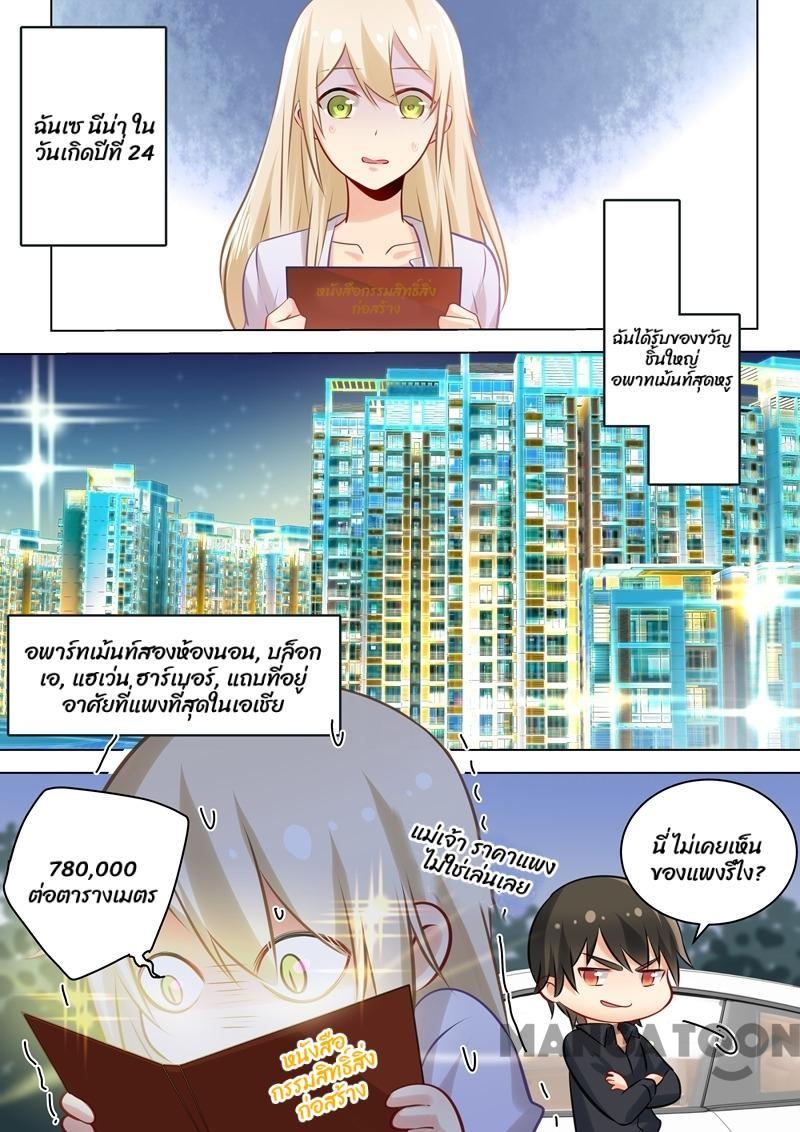 ฉันเซ นีน่า ใน
วันเกิดปีที่ 24
หนังสือกรรมสิทธิ์สิ่ง
ก่อสร้าง
ฉันได้รับของขวัญ
ชิ้นใหญ่
อพาทเม้นท์สุดหรู
อพาร์ทเม้นท์สองห้องนอน, บล็อก
เอ, แฮเว่น ฮาร์เบอร์, แถบที่อยู่
อาศัยที่แพงที่สุดในเอเชีย
780,000
ต่อตารางเมตร
แม่เจ้า ราคาแพง
ไม่ใช่เล่นเลย
นี่ ไม่เคยเห็น
ของแพงรึไง?
หนังสือ
กรรมสิทธิ์สิ่ง
ก่อสร้าง
MANGATOON